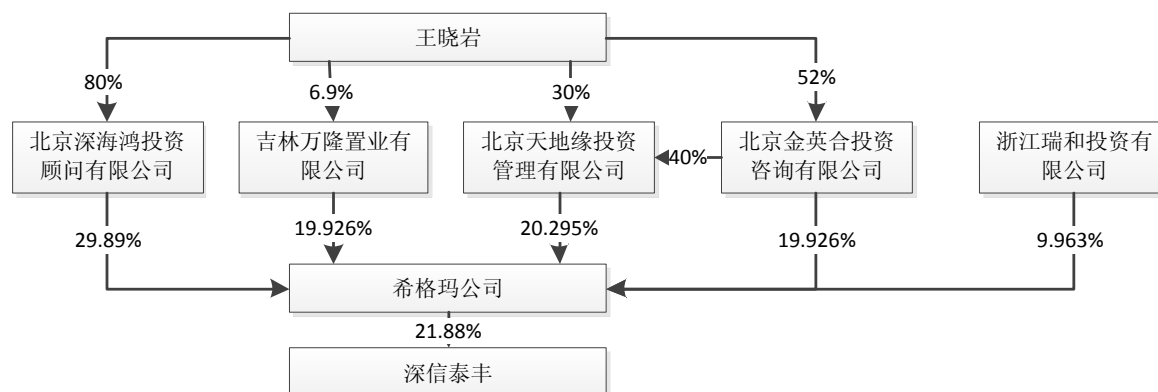 王晓岩
80%
6.9%
30%
52%
北京深海鸿投资
顾问有限公司
吉林万隆置业有
限公司
北京天地缘投资
管理有限公司
40%
北京金英合投资
咨询有限公司
浙江瑞和投资有
限公司
29.89%
19.926%
20.295%
19.926%
9.963%
希格玛公司
21.88%
深信泰丰